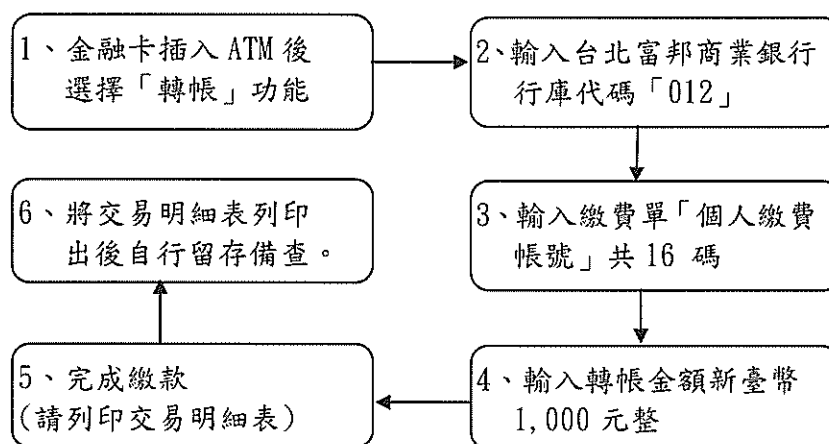 1、金融卡插入 ATM 後
選擇「轉帳」功能
2、輸入台北富邦商業銀行
行庫代碼「012」
3、輸入繳費單「個人繳費
帳號」共 16 碼
4、輸入轉帳金額新臺幣
1,000 元整
5、完成繳款
(請列印交易明細表)
6、將交易明細表列印
出後自行留存備查。